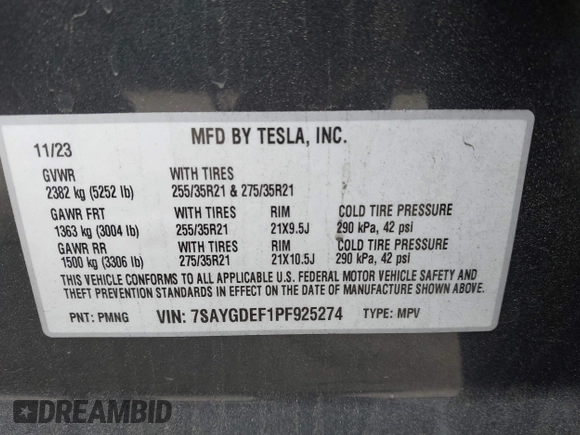 11/23 MFD BY TESLA, INC.
GVWR WITH TIRES
2382 kg (5252 lb) 255/35R21 & 275/35R21
GAWR FRT WITH TIRES RIM COLD TIRE PRESSURE
1363 kg (3004 lb) 255/35R21 21X9.5J 290 kPa, 42 psi
GAWR RR WITH TIRES RIM COLD TIRE PRESSURE
1500 kg (3306 lb) 275/35R21 21X10.5J 290 kPa, 42 psi
THIS VEHICLE CONFORMS TO ALL APPLICABLE U.S. FEDERAL MOTOR VEHICLE SAFETY AND
THEFT PREVENTION STANDARDS IN EFFECT ON THE DATE OF MANUFACTURE SHOWN ABOVE.
PNT: PMNG VIN: 7SAYGDEF1PF925274 TYPE: MPV
DREAMBID